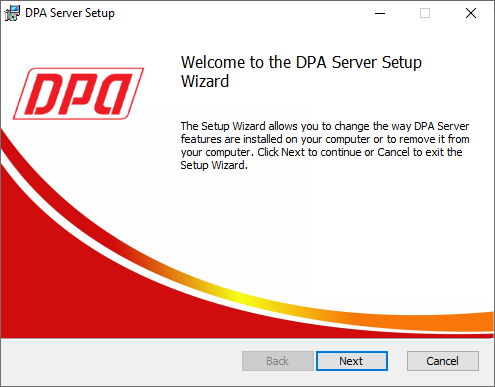 DPA Server Setup
Welcome to the DPA Server Setup
Wizard
DPA
The Setup Wizard allows you to change the way DPA Server
features are installed on your computer or to remove it from
your computer. Click Next to continue or Cancel to exit the
Setup Wizard.
Back
Next
Cancel